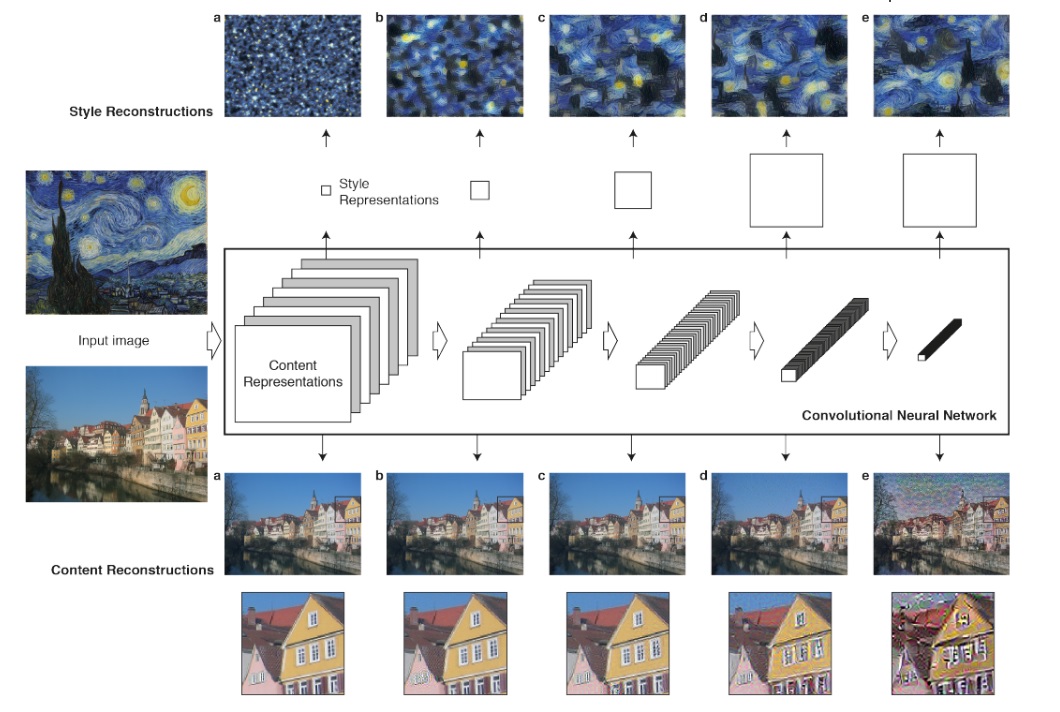 a
b
c
d
e
Style Reconstructions
Style
Representations
Input image
Content
Representations
Convolutional Neural Network
a
b
c
d
e
Content Reconstructions